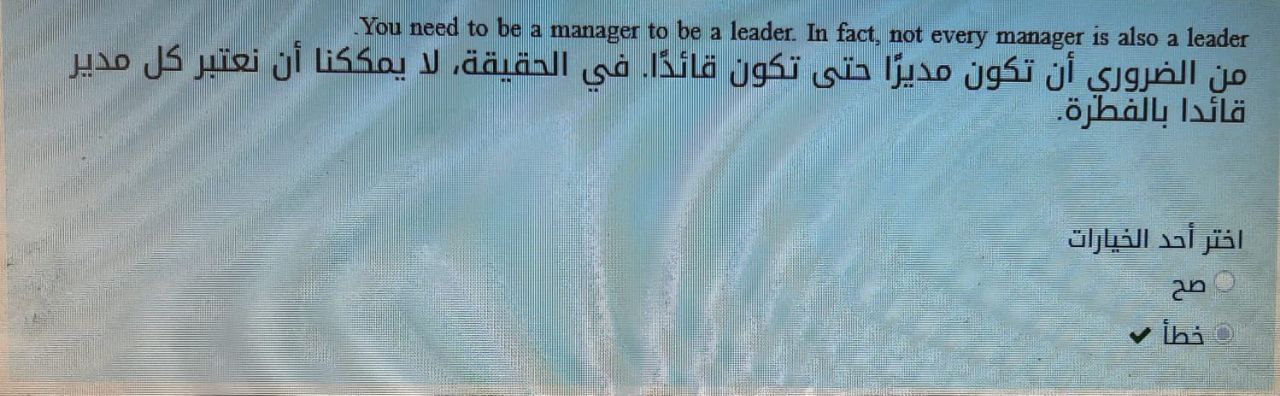 You need to be a manager to be a leader. In fact, not every manager is also a leader.
من الضروري أن تكون مديرًا حتى تكون قائدًا. في الحقيقة، لا يمكننا أن نعتبر كل مدير
قائدا بالفطرة.
اختر أحد الخيارات
صح
خطأ ✔